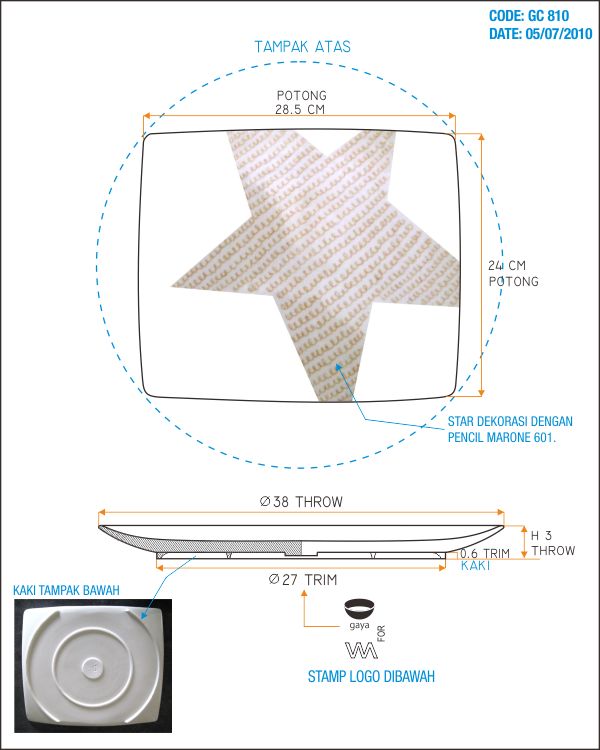 CODE: GC 810
DATE: 05/07/2010
TAMPAK ATAS
POTONG
28.5 CM
24 CM
POTONG
STAR DEKORASI DENGAN
PENCIL MARONE 601.
Ø38 THROW
H 3
THROW
0.6 TRIM
KAKI
Ø27 TRIM
KAKI TAMPAK BAWAH
gaya
FOR
STAMP LOGO DIBAWAH